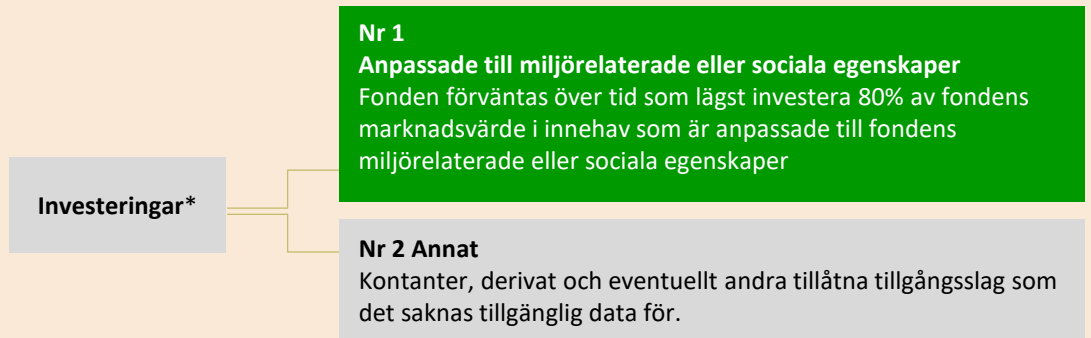 Nr 1
Anpassade till miljörelaterade eller sociala egenskaper
Fonden förväntas över tid som lägst investera 80% av fondens
marknadsvärde i innehav som är anpassade till fondens
miljörelaterade eller sociala egenskaper
Investeringar*
Nr 2 Annat
Kontanter, derivat och eventuellt andra tillåtna tillgångsslag som
det saknas tillgänglig data för.